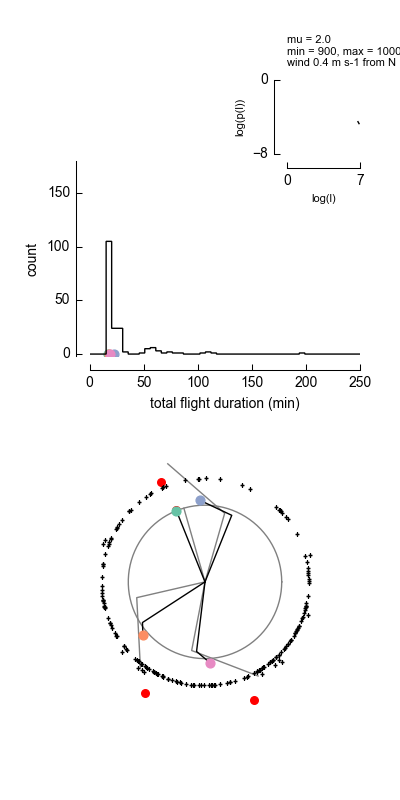 mu = 2.0
min = 900, max = 1000
wind 0.4 m s-1 from N
0
log(p(l))
−8
0
7
log(l)
150
100
50
0
count
0
50
100
150
200
250
total flight duration (min)